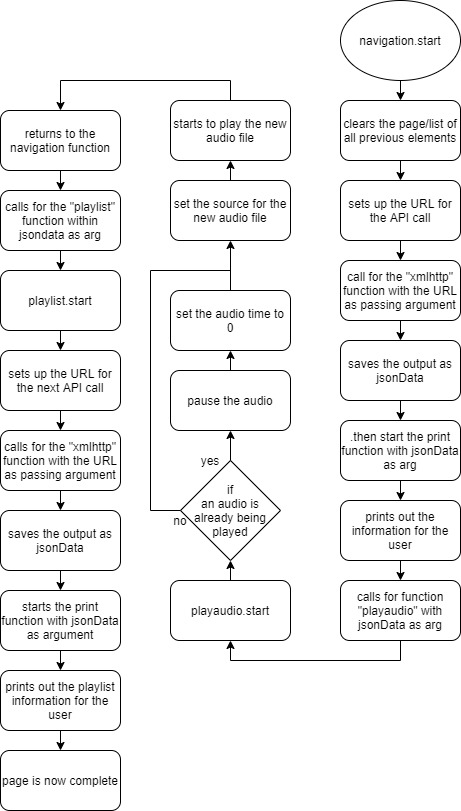 navigation.start
clears the page/list of
all previous elements
sets up the URL for
the API call
call for the "xmlhttp"
function with the URL
as passing argument
saves the output as
jsonData
.then start the print
function with jsonData
as arg
prints out the
information for the
user
calls for function
"playaudio" with
jsonData as arg
playaudio.start
if
an audio is
already being
played
yes
no
pause the audio
set the audio time to
0
set the source for the
new audio file
starts to play the new
audio file
returns to the
navigation function
calls for the "playlist"
function within
jsondata as arg
playlist.start
sets up the URL for
the next API call
calls for the "xmlhttp"
function with the URL
as passing argument
saves the output as
jsonData
starts the print
function with jsonData
as argument
prints out the playlist
information for the
user
page is now complete